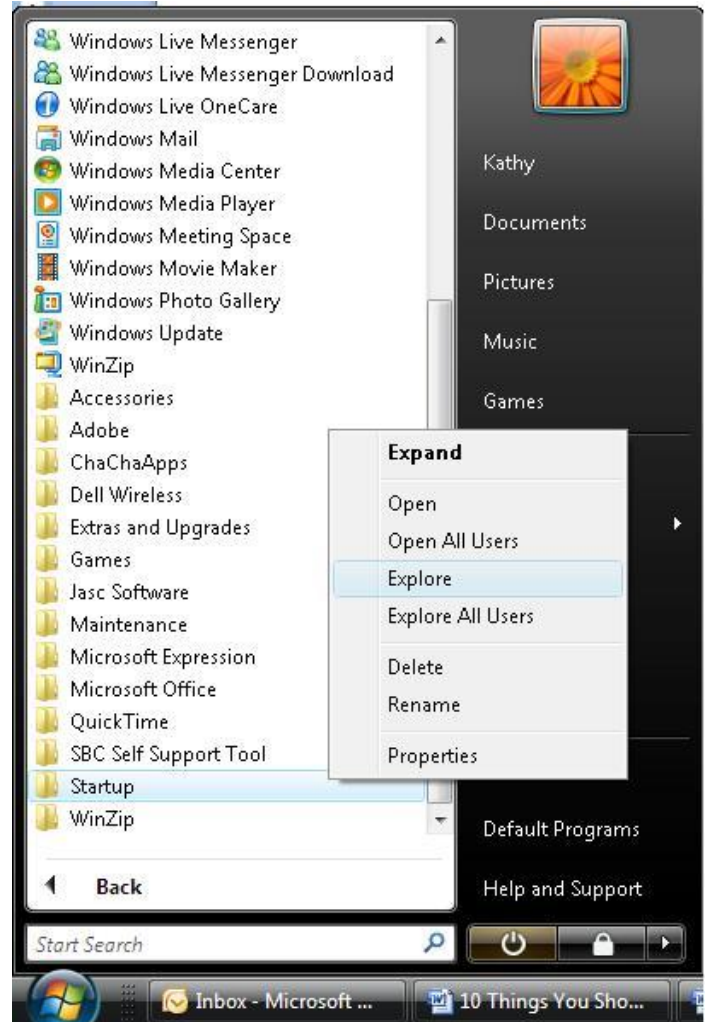 Windows Live Messenger
Windows Live Messenger Download
Windows Live OneCare
Windows Mail
Windows Media Center
Windows Media Player
Windows Meeting Space
Windows Movie Maker
Windows Photo Gallery
Windows Update
WinZip
Accessories
Adobe
ChaChaApps
Dell Wireless
Extras and Upgrades
Games
Jasc Software
Maintenance
Microsoft Expression
Microsoft Office
QuickTime
SBC Self Support Tool
Startup
WinZip
Back
Start Search
Kathy
Documents
Pictures
Music
Games
Expand
Open
Open All Users
Explore
Explore All Users
Delete
Rename
Properties
Default Programs
Help and Support
Inbox - Microsoft ...
10 Things You Sho...